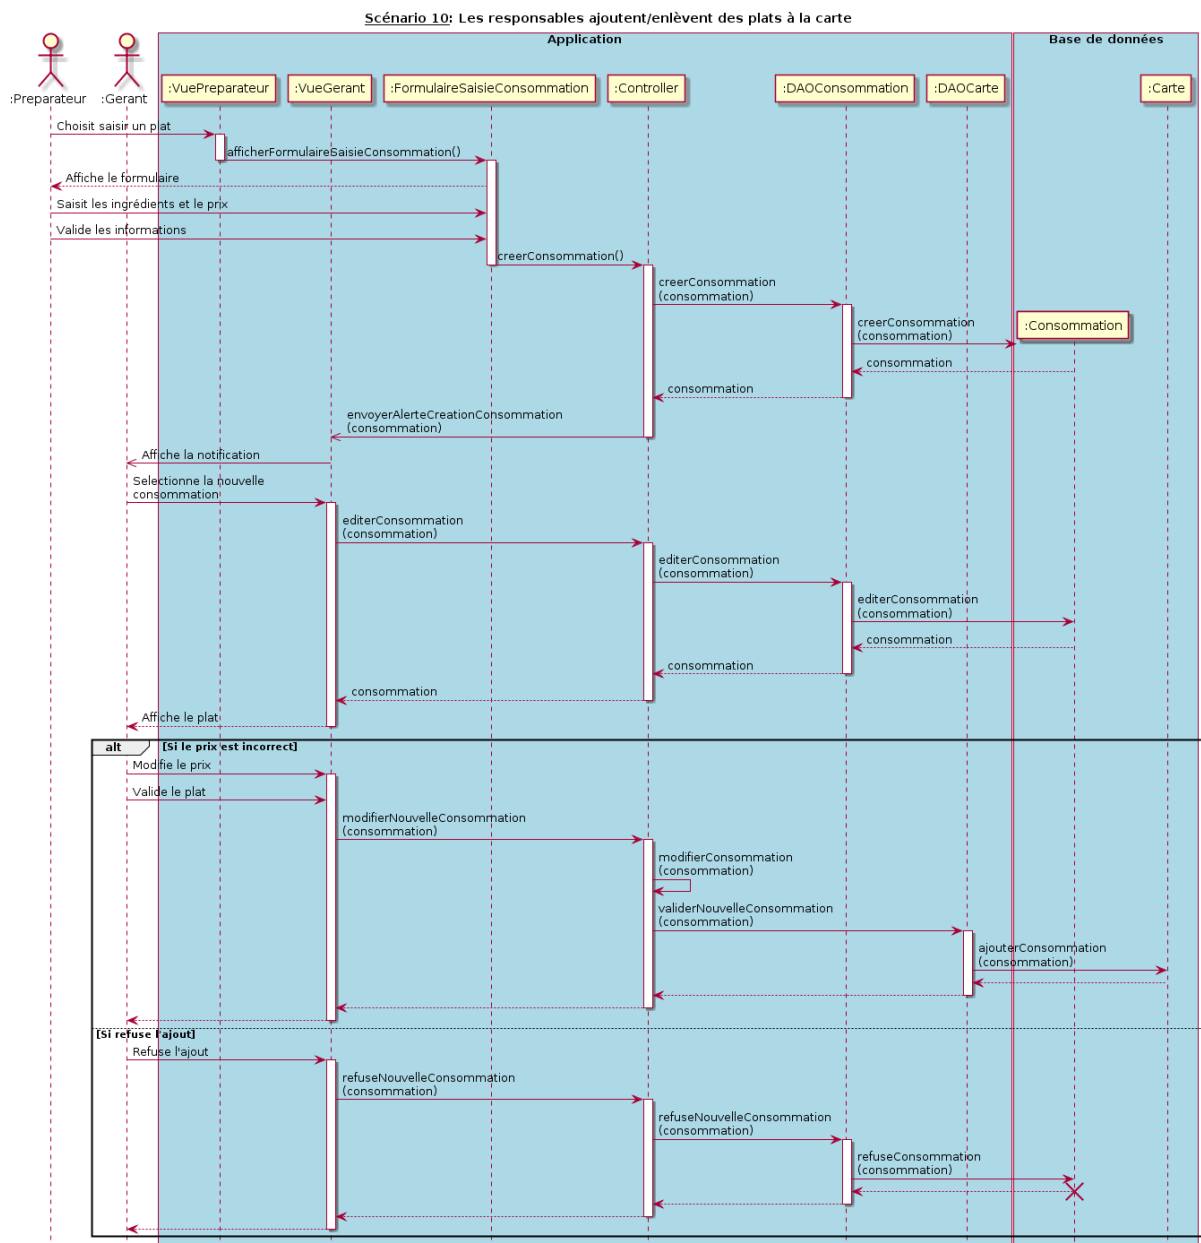 Scénario 10: Les responsables ajoutent/enlèvent des plats à la carte
Application
Base de données
:Preparateur
:Gerant
:VuePreparateur
:VueGerant
:FormulaireSaisieConsommation
:Controller
:DAOConsommation
:DAOCarte
:Carte
Choisit saisir un plat
afficherFormulaireSaisieConsommation()
Affiche le formulaire
Saisit les ingrédients et le prix
Valide les informations
creerConsommation()
creerConsommation
(consommation)
:Consommation
creerConsommation
(consommation)
consommation
consommation
envoyerAlerteCreationConsommation
(consommation)
Affiche la notification
Selectionne la nouvelle
consommation
editerConsommation
(consommation)
editerConsommation
(consommation)
editerConsommation
(consommation)
consommation
consommation
consommation
Affiche le plat
alt
[Si le prix est incorrect]
Modifie le prix
Valide le plat
modifierNouvelleConsommation
(consommation)
modifierConsommation
(consommation)
validerNouvelleConsommation
(consommation)
ajouterConsommation
(consommation)
[Si refuse l'ajout]
Refuse l'ajout
refuseNouvelleConsommation
(consommation)
refuseNouvelleConsommation
(consommation)
refuseConsommation
(consommation)